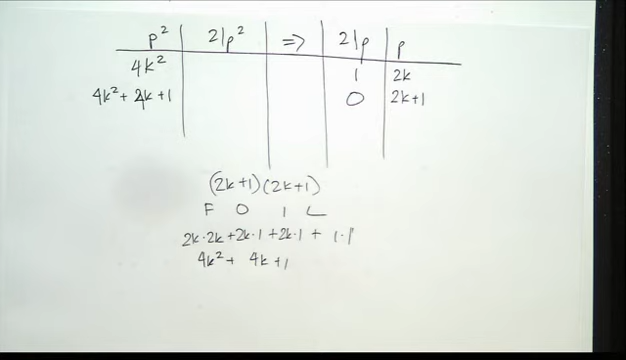 p² 2|p² => 2|p p
4k² 1 2k
4k² + 4k + 1 0 2k+1
(2k+1)(2k+1)
F O I L
2k·2k + 2k·1 + 2k·1 + 1·1
4k² + 4k + 1